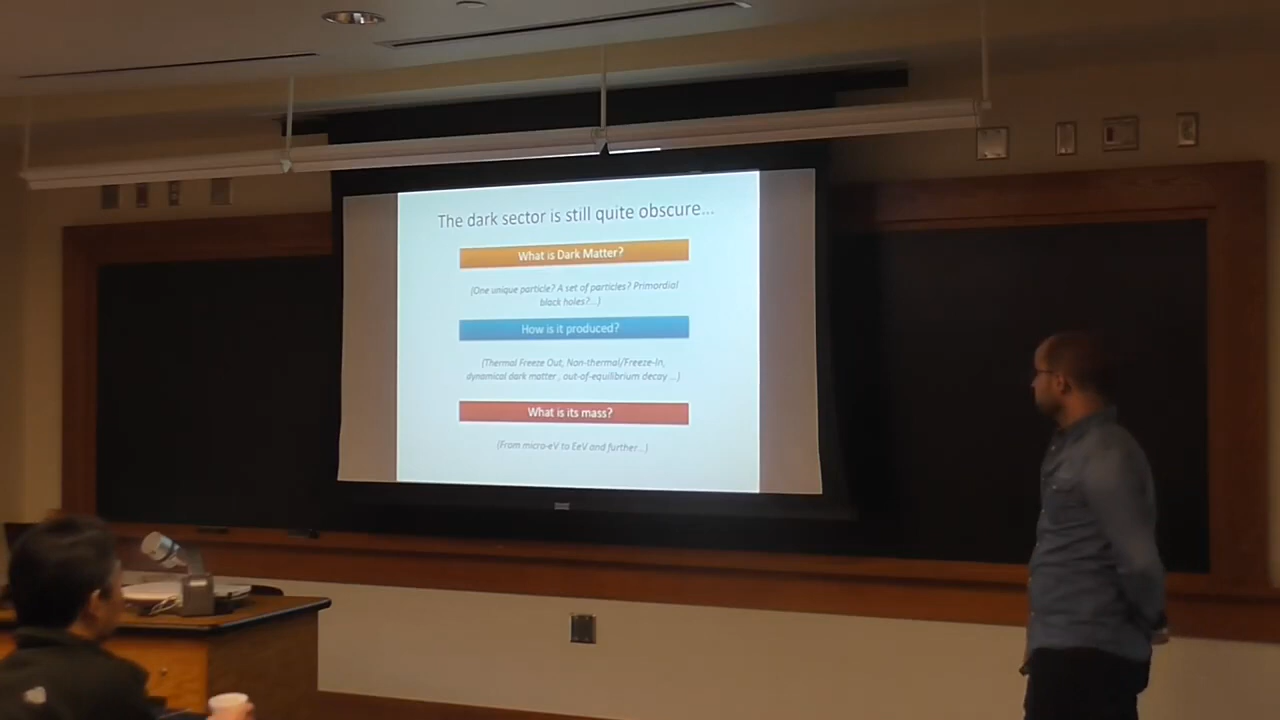 The dark sector is still quite obscure...
What is Dark Matter?
(One unique particle? A set of particles? Primordial
black holes?...)
How is it produced?
(Thermal Freeze Out, Non-thermal/Freeze-In,
dynamical dark matter , out-of-equilibrium decay ...)
What is its mass?
(From micro-eV to EeV and further...)